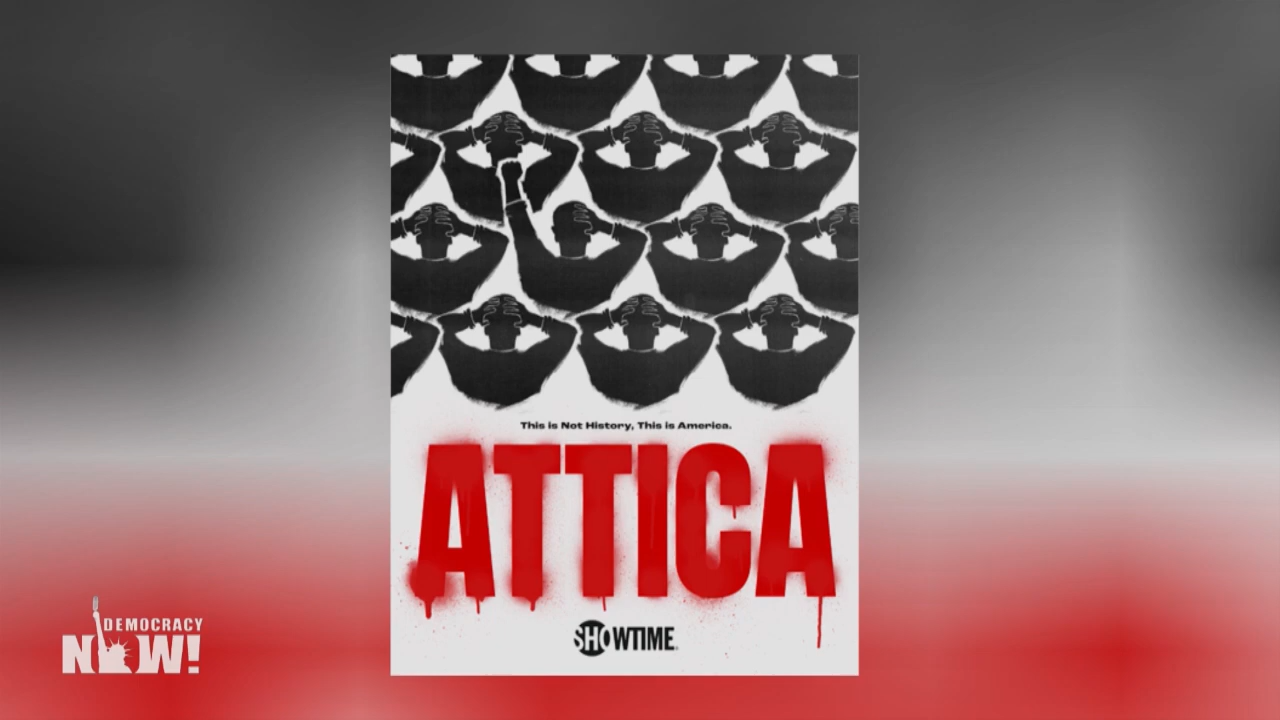 This is Not History, This is America.
ATTICA
SHOWTIME
DEMOCRACY
NOW!